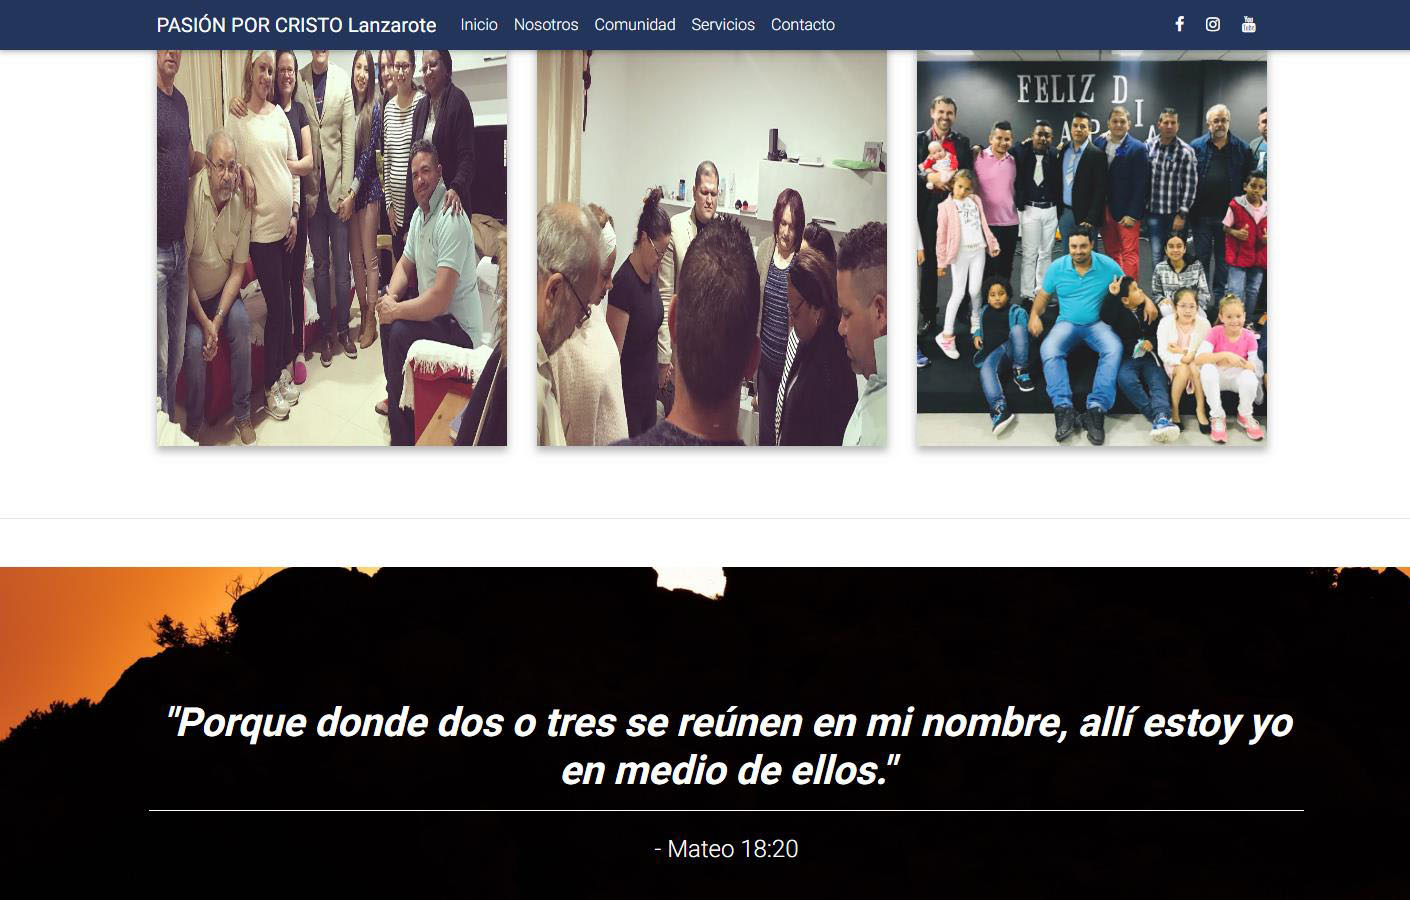 PASIÓN POR CRISTO Lanzarote Inicio Nosotros Comunidad Servicios Contacto
FELIZ D I
"Porque donde dos o tres se reúnen en mi nombre, allí estoy yo
en medio de ellos."
- Mateo 18:20